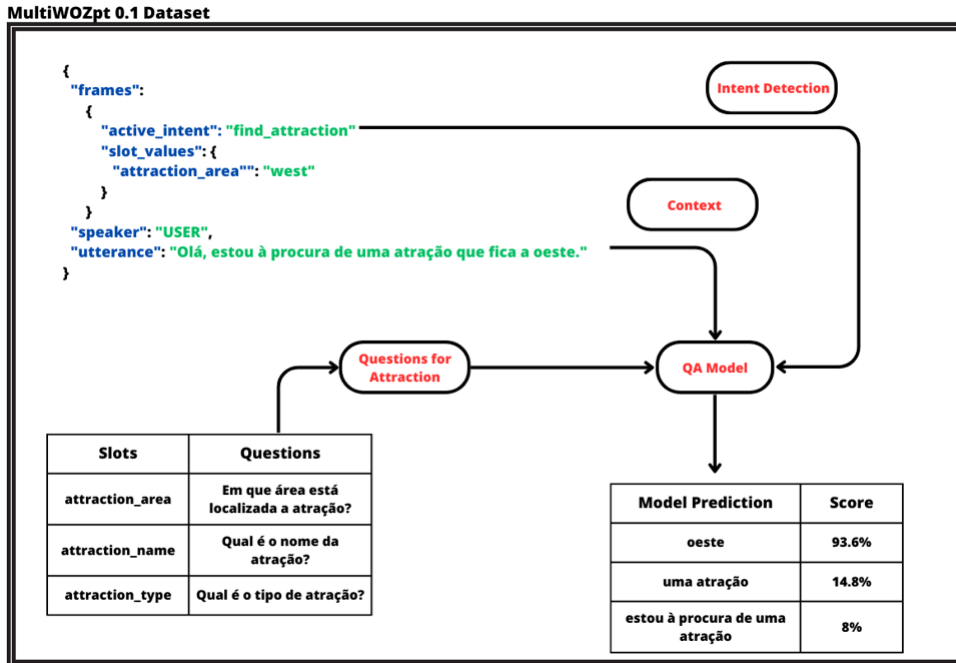 MultiWOZpt 0.1 Dataset
{
"frames":
{
"active_intent": "find_attraction"
"slot_values": {
"attraction_area"": "west"
}
}
"speaker": "USER",
"utterance": "Olá, estou à procura de uma atração que fica a oeste."
}
Intent Detection
Context
Questions for
Attraction
QA Model
Slots Questions
attraction_area Em que área está
localizada a atração?
attraction_name Qual é o nome da
atração?
attraction_type Qual é o tipo de atração?
Model Prediction Score
oeste 93.6%
uma atração 14.8%
estou à procura de uma
atração 8%